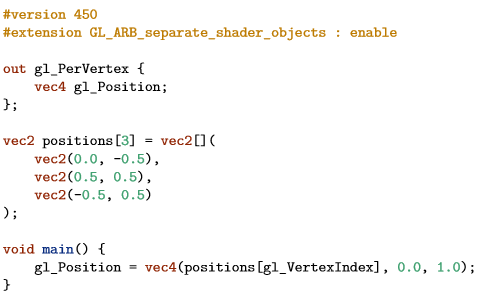 #version 450
#extension GL_ARB_separate_shader_objects : enable
out gl_PerVertex {
    vec4 gl_Position;
};
vec2 positions[3] = vec2[](
    vec2(0.0, -0.5),
    vec2(0.5, 0.5),
    vec2(-0.5, 0.5)
);
void main() {
    gl_Position = vec4(positions[gl_VertexIndex], 0.0, 1.0);
}